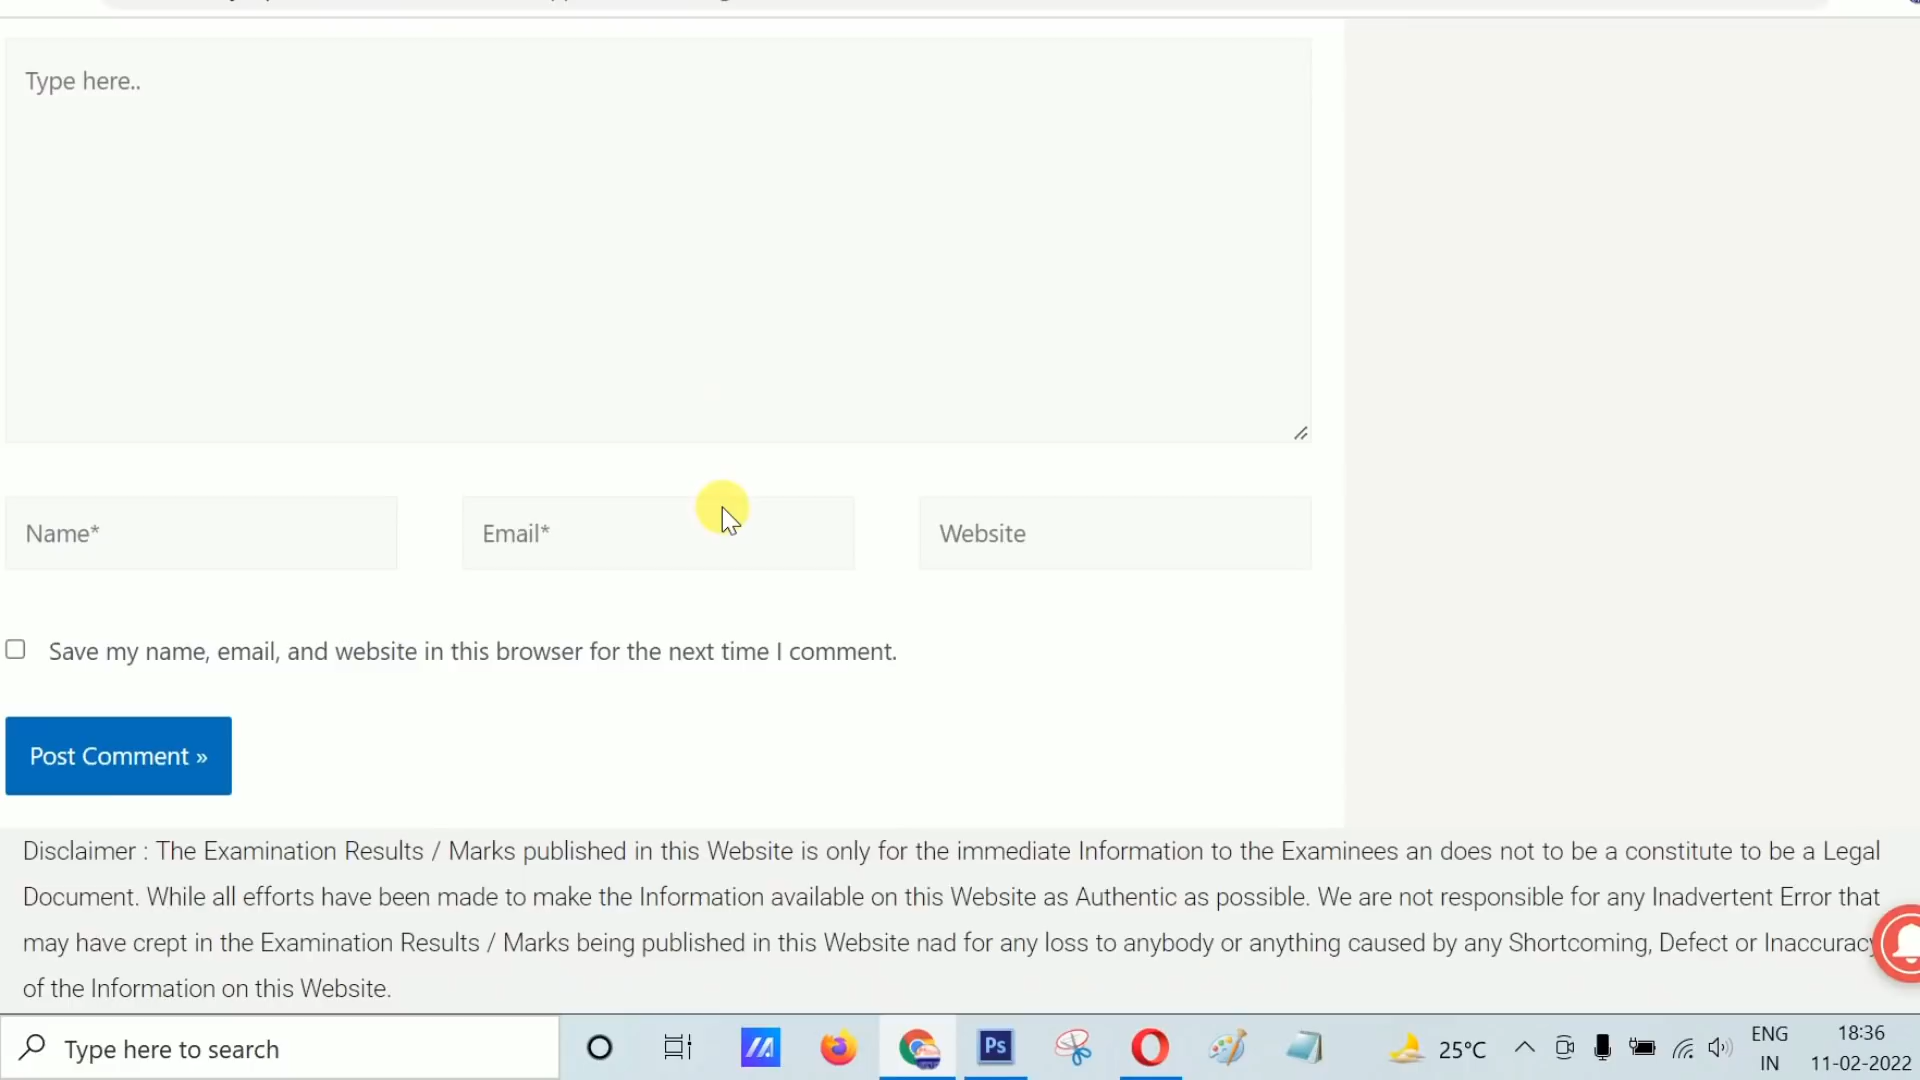 Type here..
Name* Email* Website
Save my name, email, and website in this browser for the next time I comment.
Post Comment »
Disclaimer : The Examination Results / Marks published in this Website is only for the immediate Information to the Examinees an does not to be a constitute to be a Legal
Document. While all efforts have been made to make the Information available on this Website as Authentic as possible. We are not responsible for any Inadvertent Error that
may have crept in the Examination Results / Marks being published in this Website nad for any loss to anybody or anything caused by any Shortcoming, Defect or Inaccuracy
of the Information on this Website.
Type here to search
Ps
25°C
ENG
IN
18:36
11-02-2022